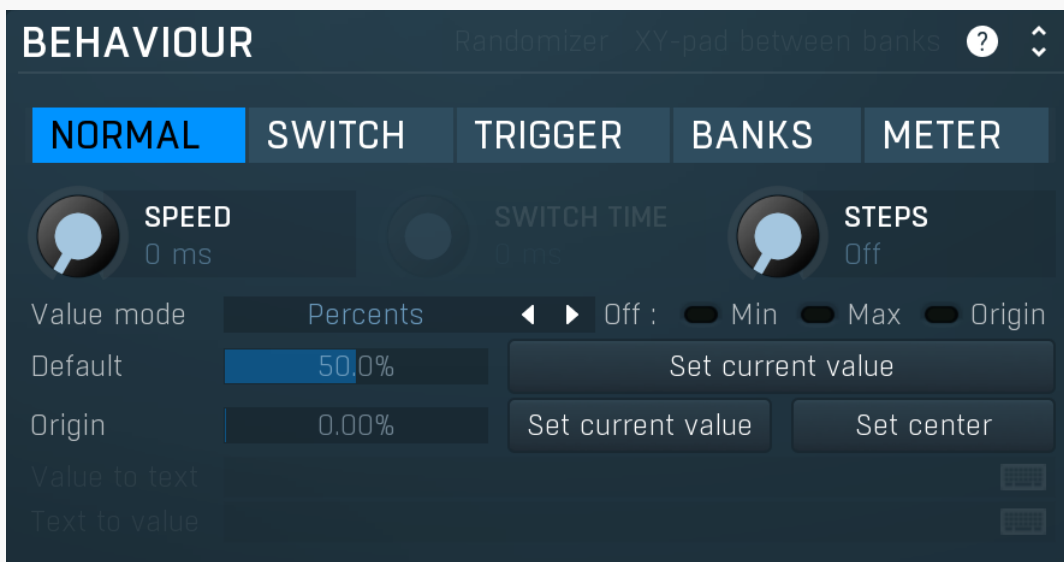 BEHAVIOUR Randomizer XY-pad between banks ?
NORMAL SWITCH TRIGGER BANKS METER
SPEED SWITCH TIME STEPS
0 ms 0 ms Off
Value mode Percents Off : Min Max Origin
Default 50.0% Set current value
Origin 0.00% Set current value Set center
Value to text
Text to value